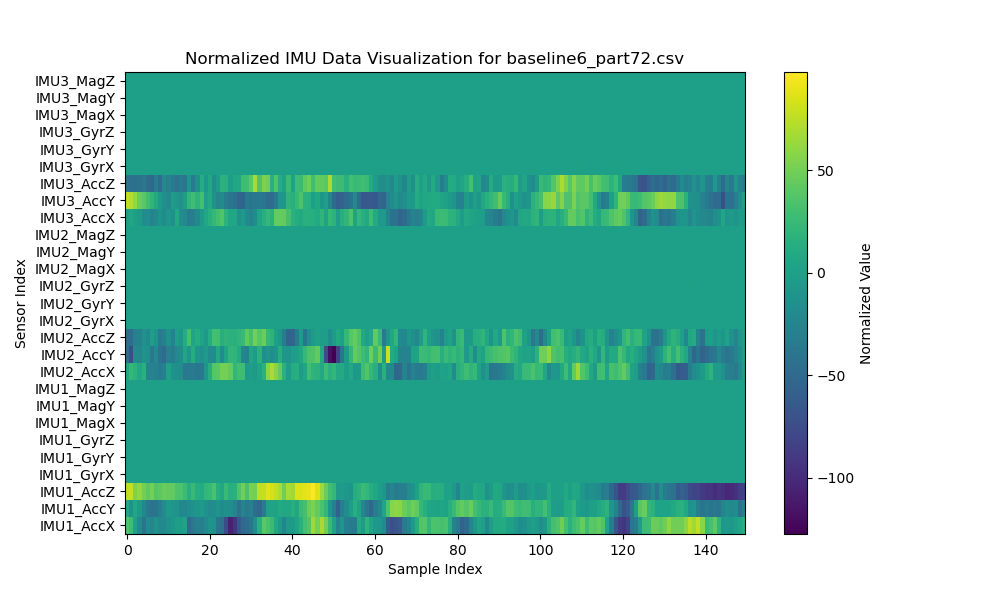 Normalized IMU Data Visualization for baseline6_part72.csv
IMU3_MagZ
IMU3_MagY
IMU3_MagX
IMU3_GyrZ
IMU3_GyrY
IMU3_GyrX
IMU3_AccZ
IMU3_AccY
IMU3_AccX
IMU2_MagZ
IMU2_MagY
IMU2_MagX
IMU2_GyrZ
IMU2_GyrY
IMU2_GyrX
IMU2_AccZ
IMU2_AccY
IMU2_AccX
IMU1_MagZ
IMU1_MagY
IMU1_MagX
IMU1_GyrZ
IMU1_GyrY
IMU1_GyrX
IMU1_AccZ
IMU1_AccY
IMU1_AccX
Sensor Index
0 20 40 60 80 100 120 140
Sample Index
50
0
−50
−100
Normalized Value